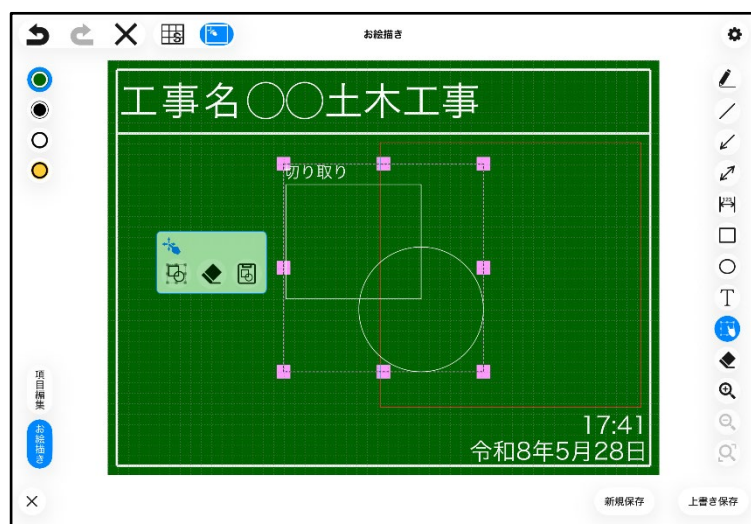 お絵描き
S
工事名◯◯土木工事
切り取り
123
T
項目編集
お絵描き
17:41
令和8年5月28日
新規保存
上書き保存